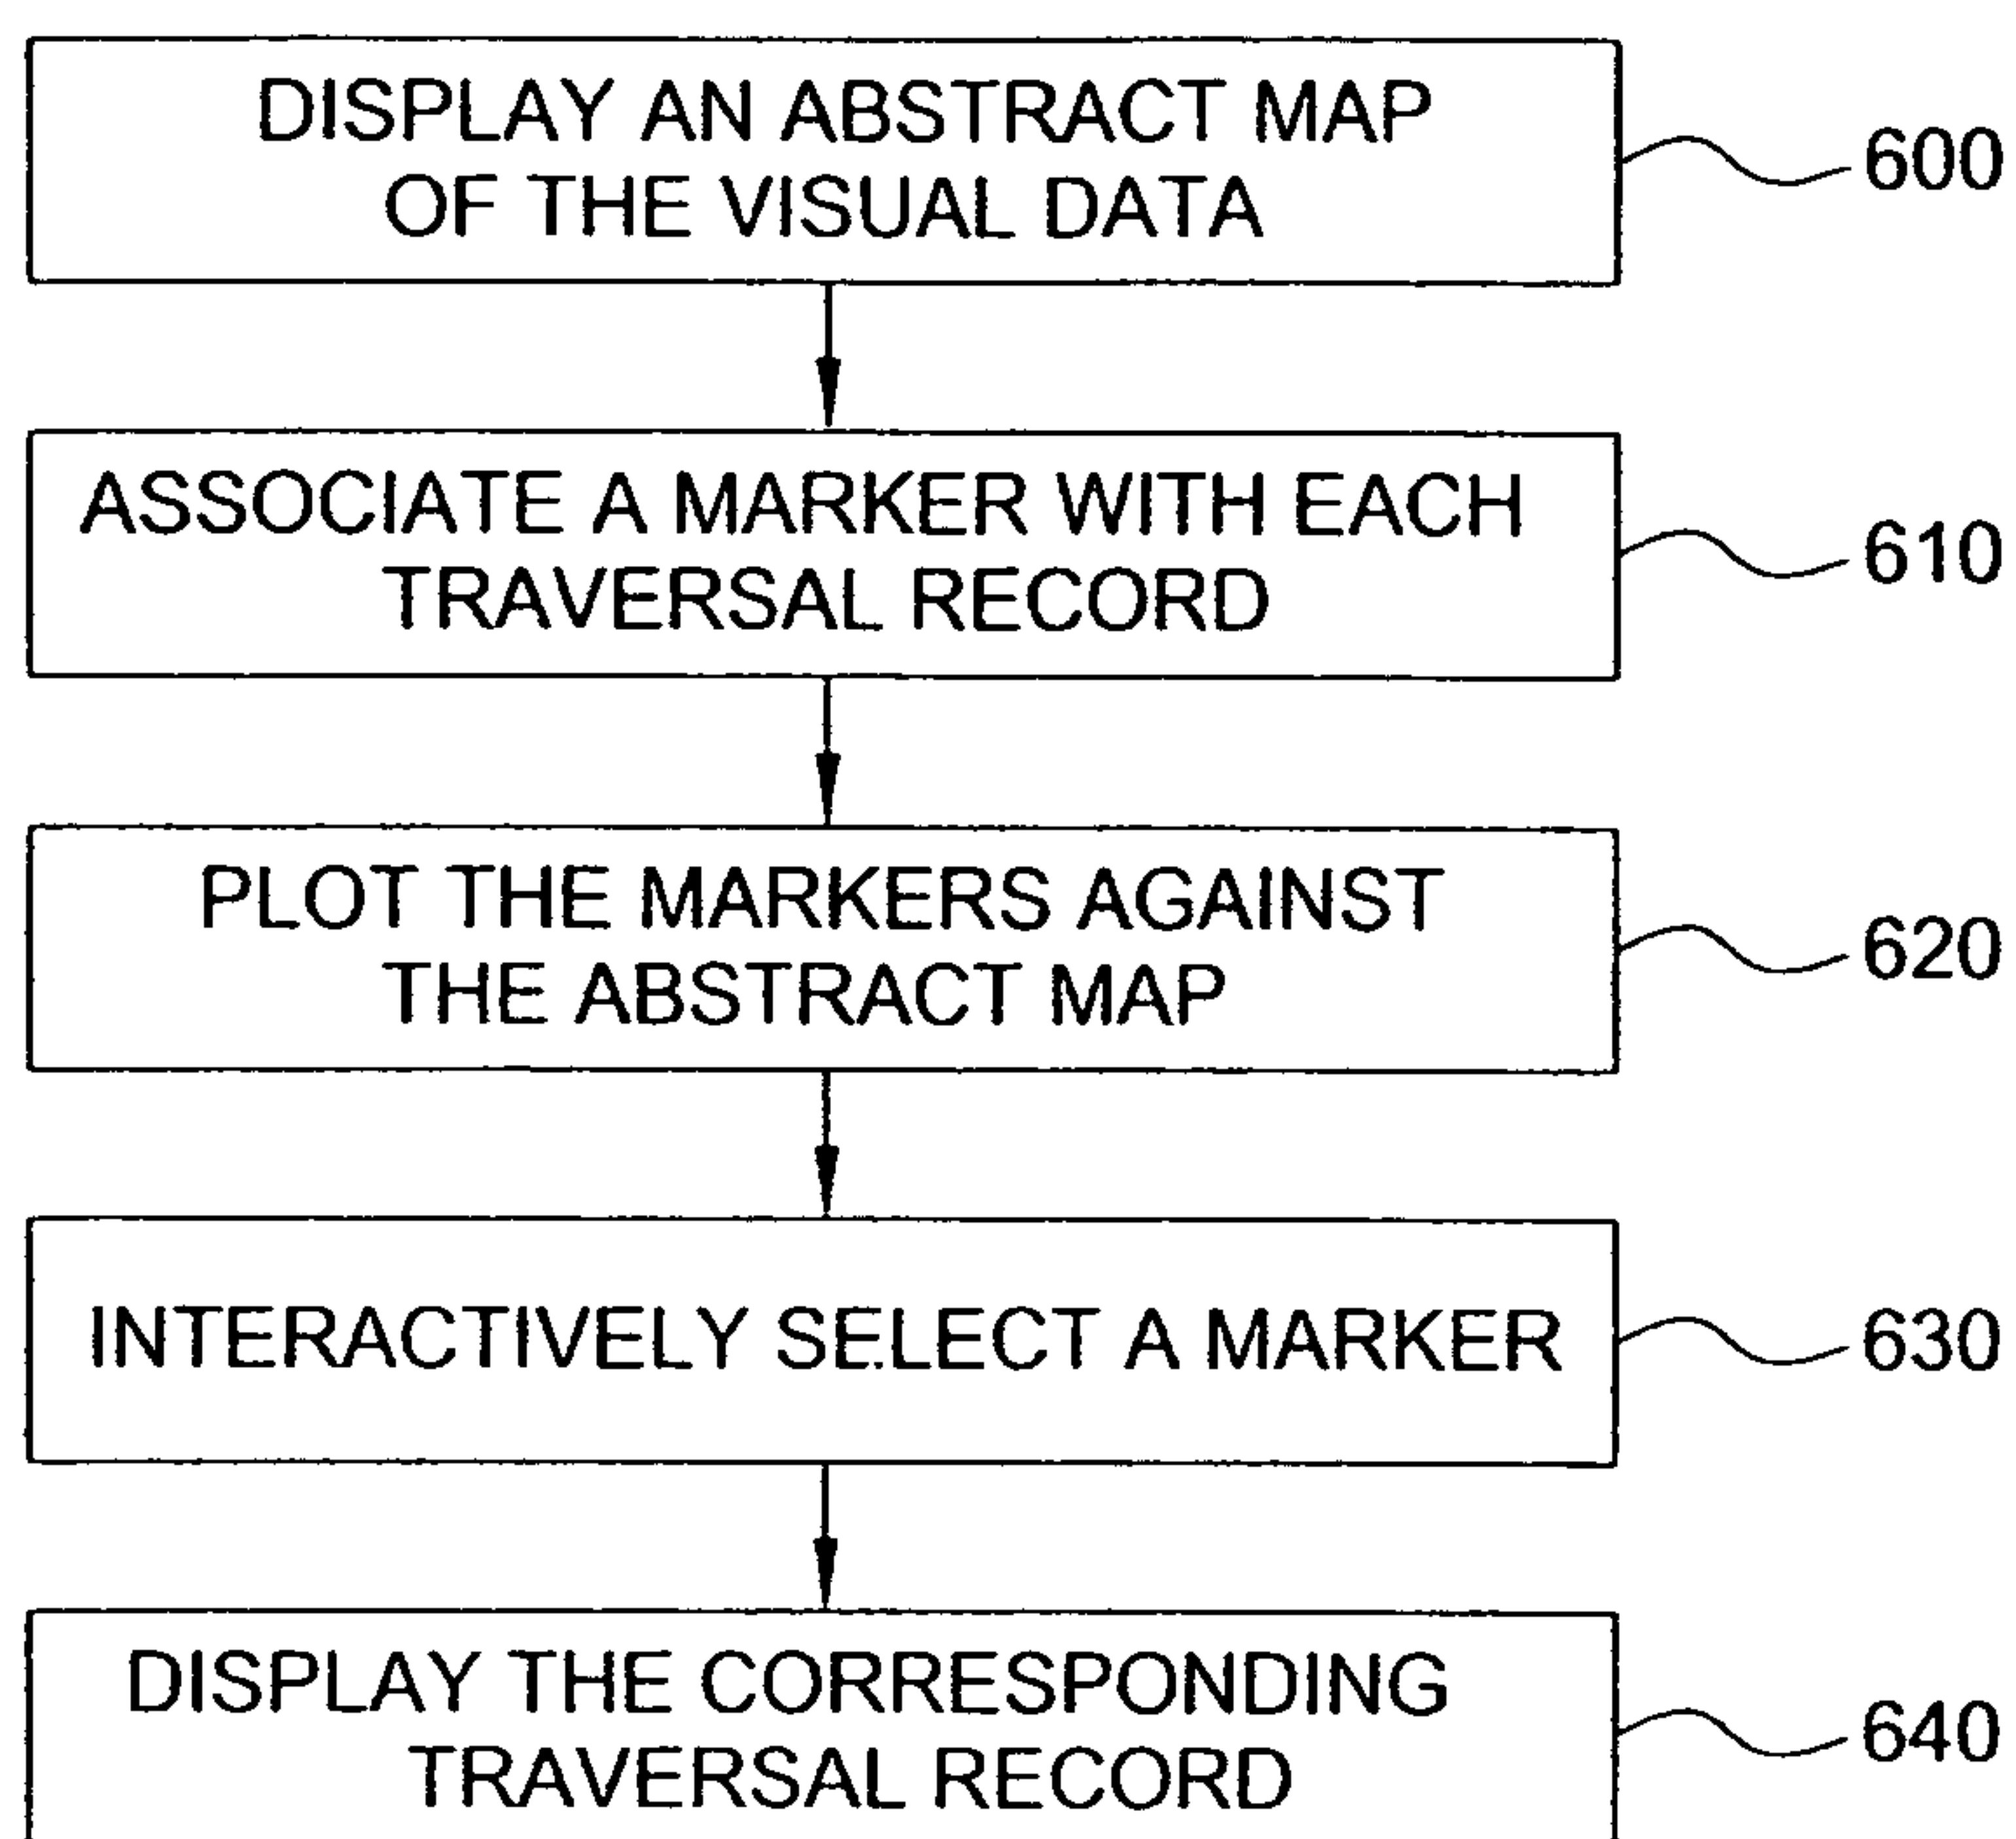 DISPLAY AN ABSTRACT MAP
OF THE VISUAL DATA
600
ASSOCIATE A MARKER WITH EACH
TRAVERSAL RECORD
610
PLOT THE MARKERS AGAINST
THE ABSTRACT MAP
620
INTERACTIVELY SELECT A MARKER
630
DISPLAY THE CORRESPONDING
TRAVERSAL RECORD
640